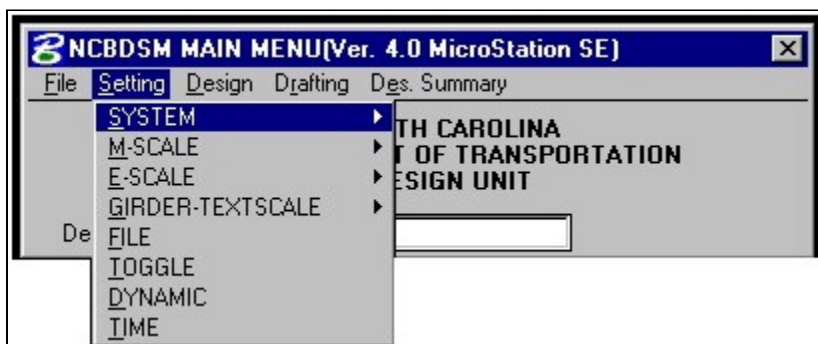 NCBDSM MAIN MENU(Ver. 4.0 MicroStation SE)
File Setting Design Drafting Des. Summary
SYSTEM
TH CAROLINA
M-SCALE
T OF TRANSPORTATION
E-SCALE
ESIGN UNIT
GIRDER-TEXTSCALE
De
FILE
TOGGLE
DYNAMIC
TIME